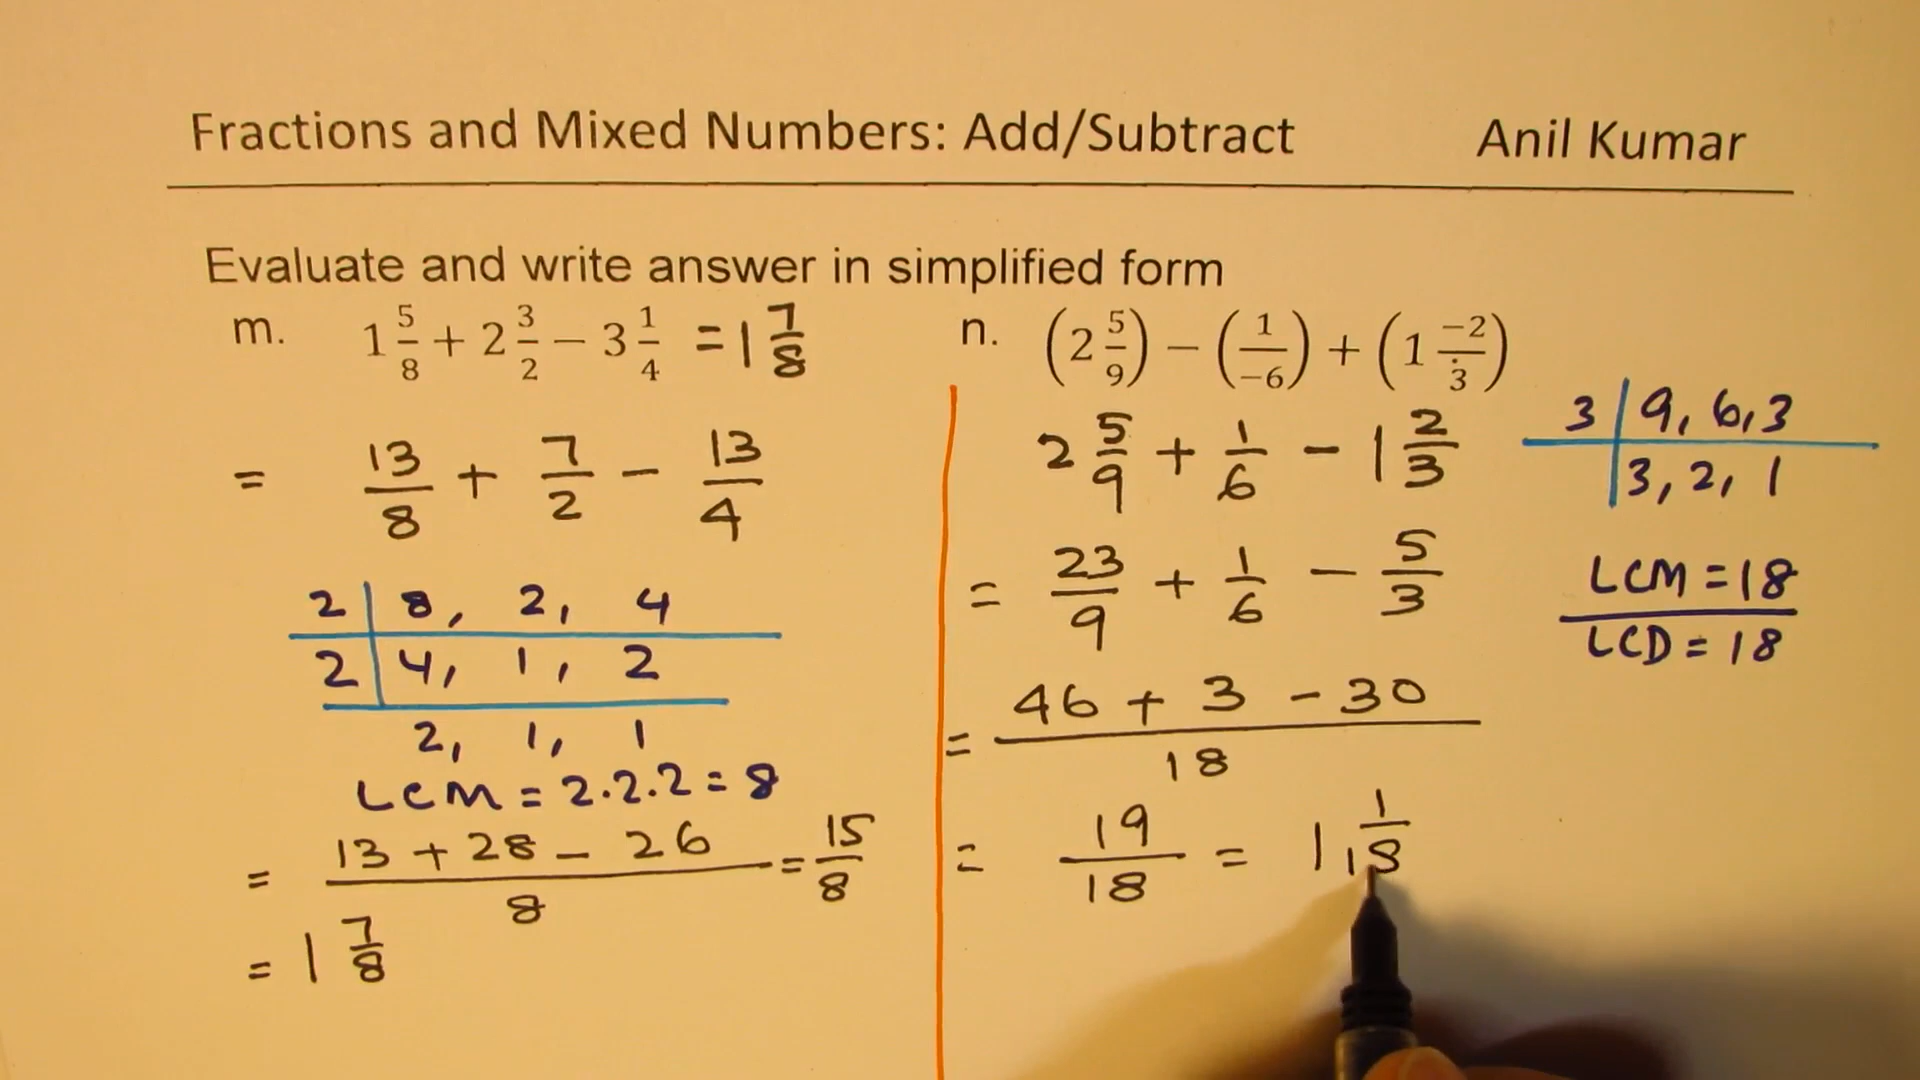 Fractions and Mixed Numbers: Add/Subtract Anil Kumar
Evaluate and write answer in simplified form
m. 1 5/8 + 2 3/2 − 3 1/4 = 1 7/8
= 13/8 + 7/2 − 13/4
2 | 8, 2, 4
2 | 4, 1, 2
2, 1, 1
LCM = 2.2.2 = 8
= (13 + 28 − 26)/8 = 15/8
= 1 7/8
n. (2 5/9) − (1/−6) + (1 −2/3)
2 5/9 + 1/6 − 1 2/3
= 23/9 + 1/6 − 5/3
= (46 + 3 − 30)/18
= 19/18 = 1 1/18
3 | 9, 6, 3
3, 2, 1
LCM = 18
LCD = 18